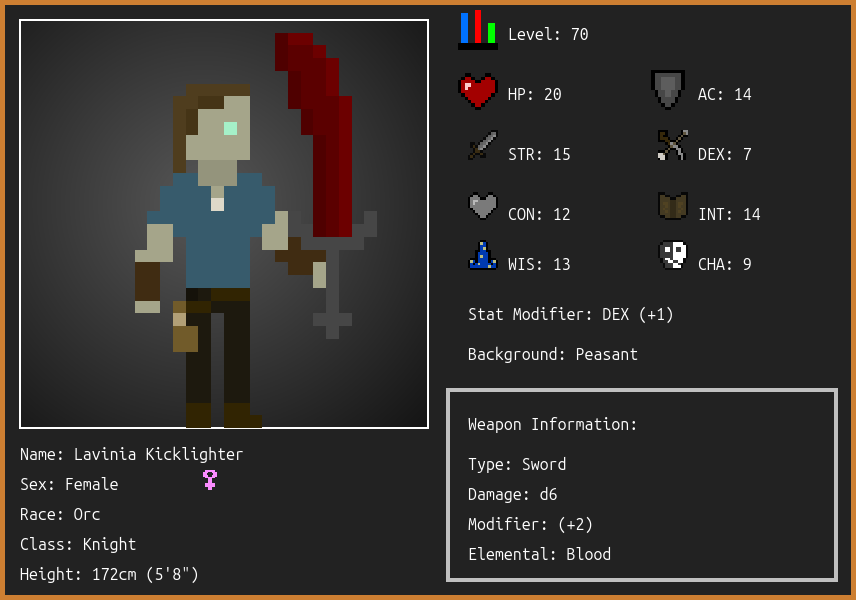 Level: 70
HP: 20
AC: 14
STR: 15
DEX: 7
CON: 12
INT: 14
WIS: 13
CHA: 9
Stat Modifier: DEX (+1)
Background: Peasant
Weapon Information:
Type: Sword
Damage: d6
Modifier: (+2)
Elemental: Blood
Name: Lavinia Kicklighter
Sex: Female
Race: Orc
Class: Knight
Height: 172cm (5'8")